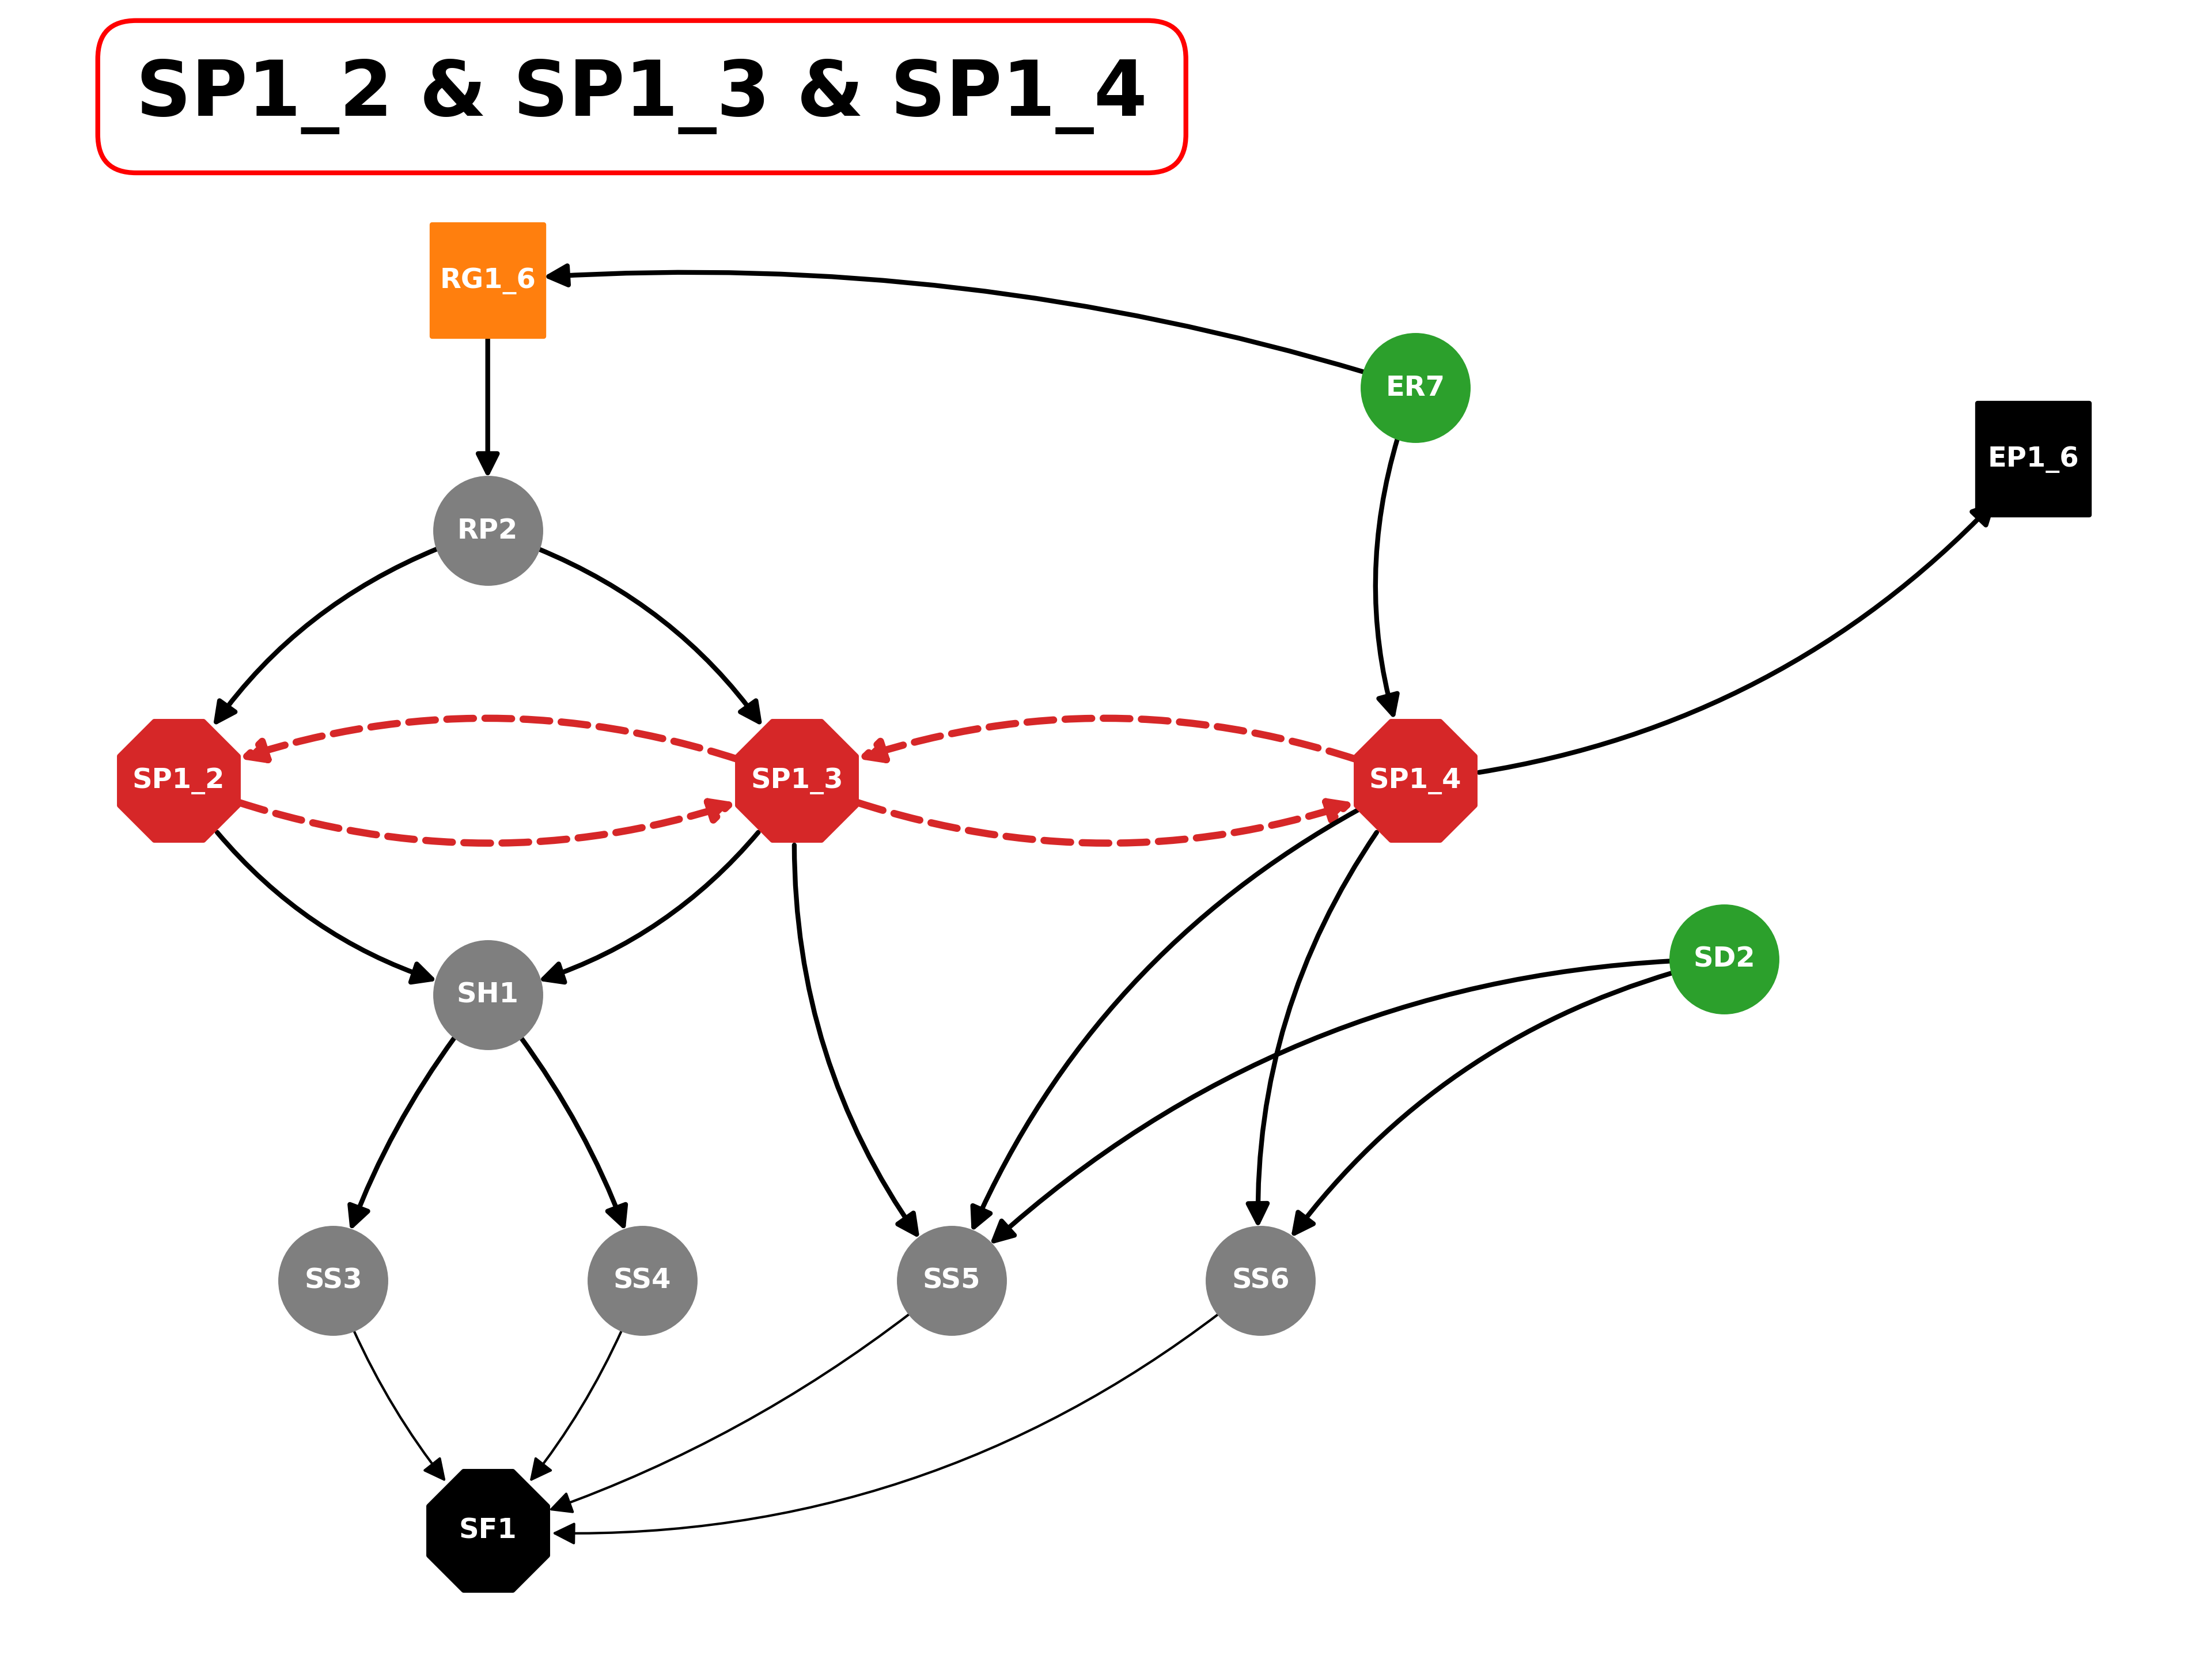 SP1_2 & SP1_3 & SP1_4
RG1_6
ER7
EP1_6
RP2
SP1_2
SP1_3
SP1_4
SD2
SH1
SS3
SS4
SS5
SS6
SF1